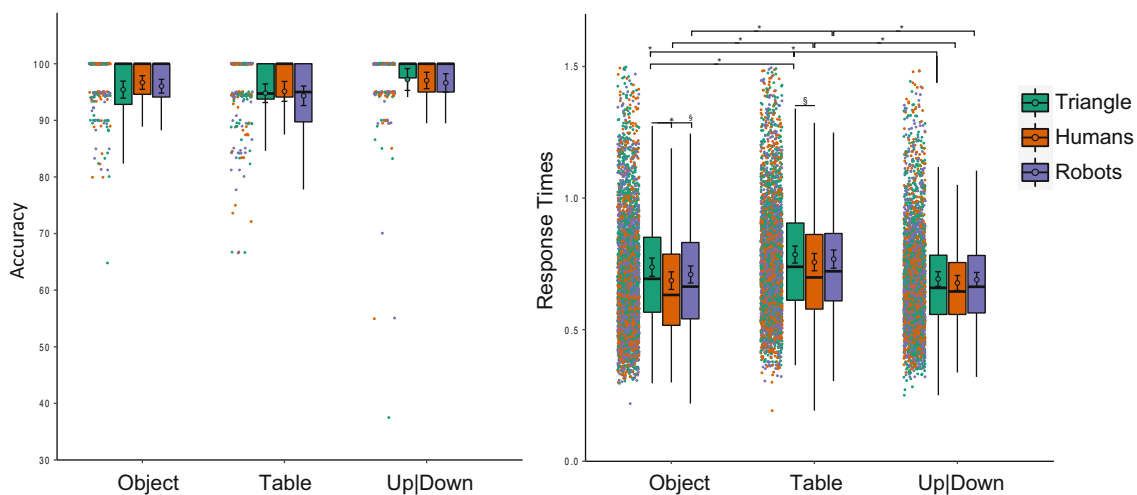 Accuracy
100
90
80
70
60
50
40
30
Object Table Up|Down
Response Times
1.5
1.0
0.5
0.0
* *
* *
* * *
*
* § §
Object Table Up|Down
Triangle
Humans
Robots